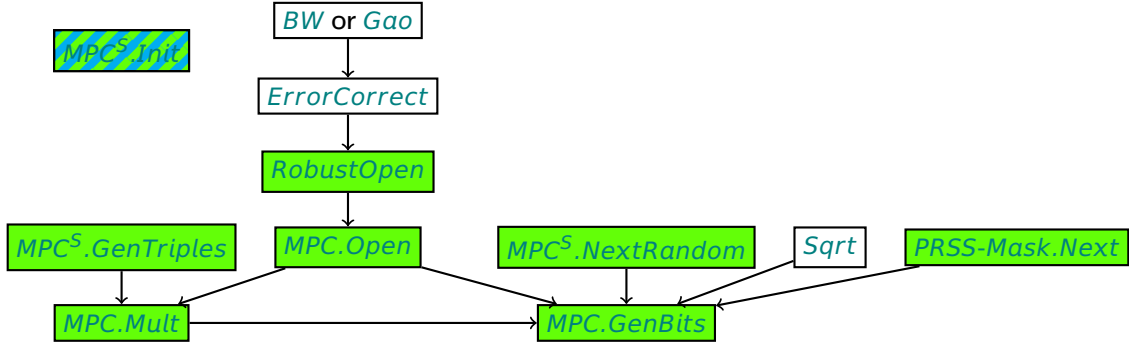 BW or Gao
MPC^S.Init
ErrorCorrect
RobustOpen
MPC^S.GenTriples
MPC.Open
MPC^S.NextRandom
Sqrt
PRSS-Mask.Next
MPC.Mult
MPC.GenBits